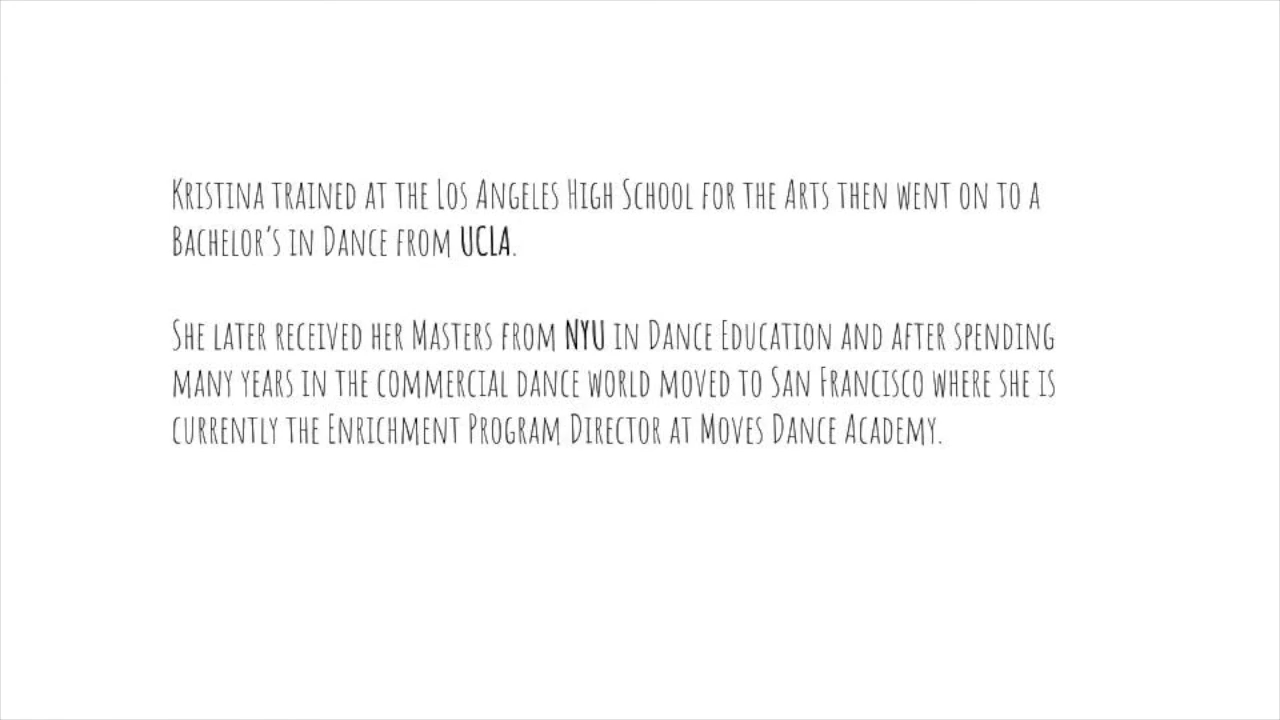 Kristina trained at the Los Angeles High School for the Arts then went on to a
Bachelor's in Dance from UCLA.
She later received her Masters from NYU in Dance Education and after spending
many years in the commercial dance world moved to San Francisco where she is
currently the Enrichment Program Director at Moves Dance Academy.